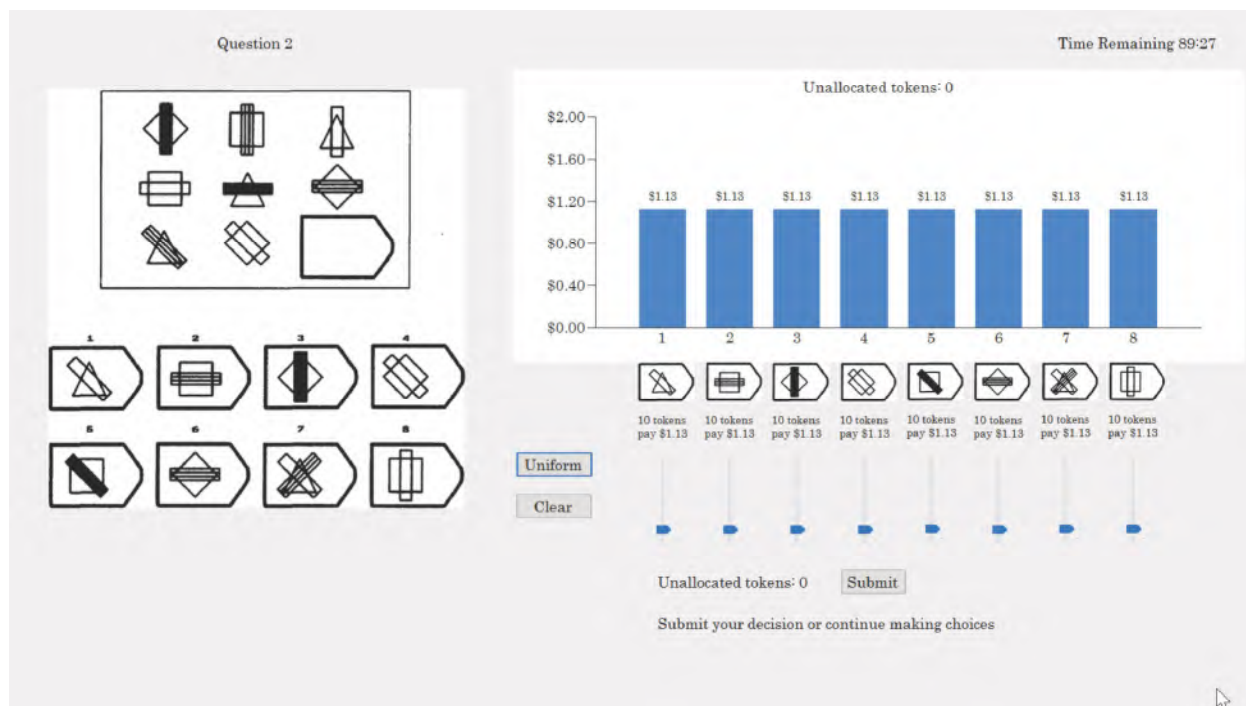 Question 2
Time Remaining 89:27
Unallocated tokens: 0
$2.00
$1.60
$1.20
$0.80
$0.40
$0.00
$1.13 $1.13 $1.13 $1.13 $1.13 $1.13 $1.13 $1.13
1 2 3 4 5 6 7 8
1 2 3 4
5 6 7 8
10 tokens 10 tokens 10 tokens 10 tokens 10 tokens 10 tokens 10 tokens 10 tokens
pay $1.13 pay $1.13 pay $1.13 pay $1.13 pay $1.13 pay $1.13 pay $1.13 pay $1.13
Uniform
Clear
Unallocated tokens: 0
Submit
Submit your decision or continue making choices